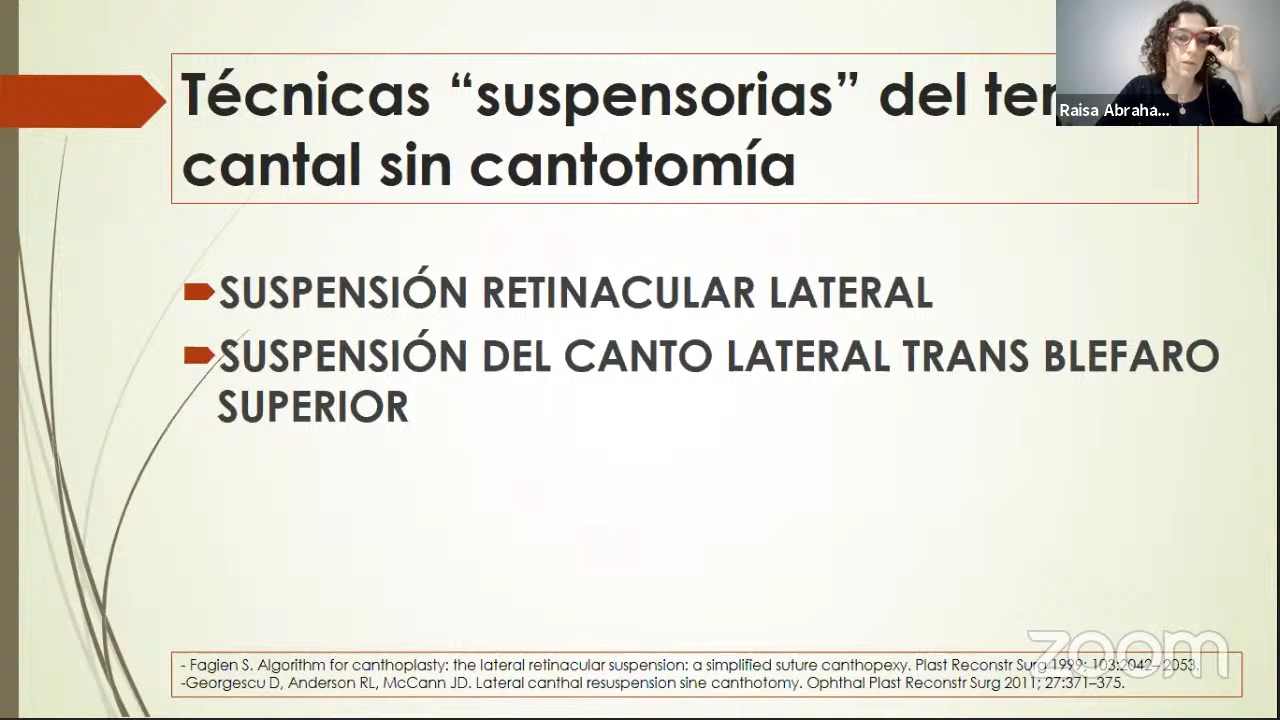 Técnicas “suspensorias” del
cantal sin cantotomía
Raisa Abraha...
SUSPENSIÓN RETINACULAR LATERAL
SUSPENSIÓN DEL CANTO LATERAL TRANS BLEFARO
SUPERIOR
- Fagien S. Algorithm for canthoplasty: the lateral retinacular suspension: a simplified suture canthopexy. Plast Reconstr Surg 1999; 103:2042–2053.
-Georgescu D, Anderson RL, McCann JD. Lateral canthal resuspension sine canthotomy. Ophthal Plast Reconstr Surg 2011; 27:371–375.
zoom